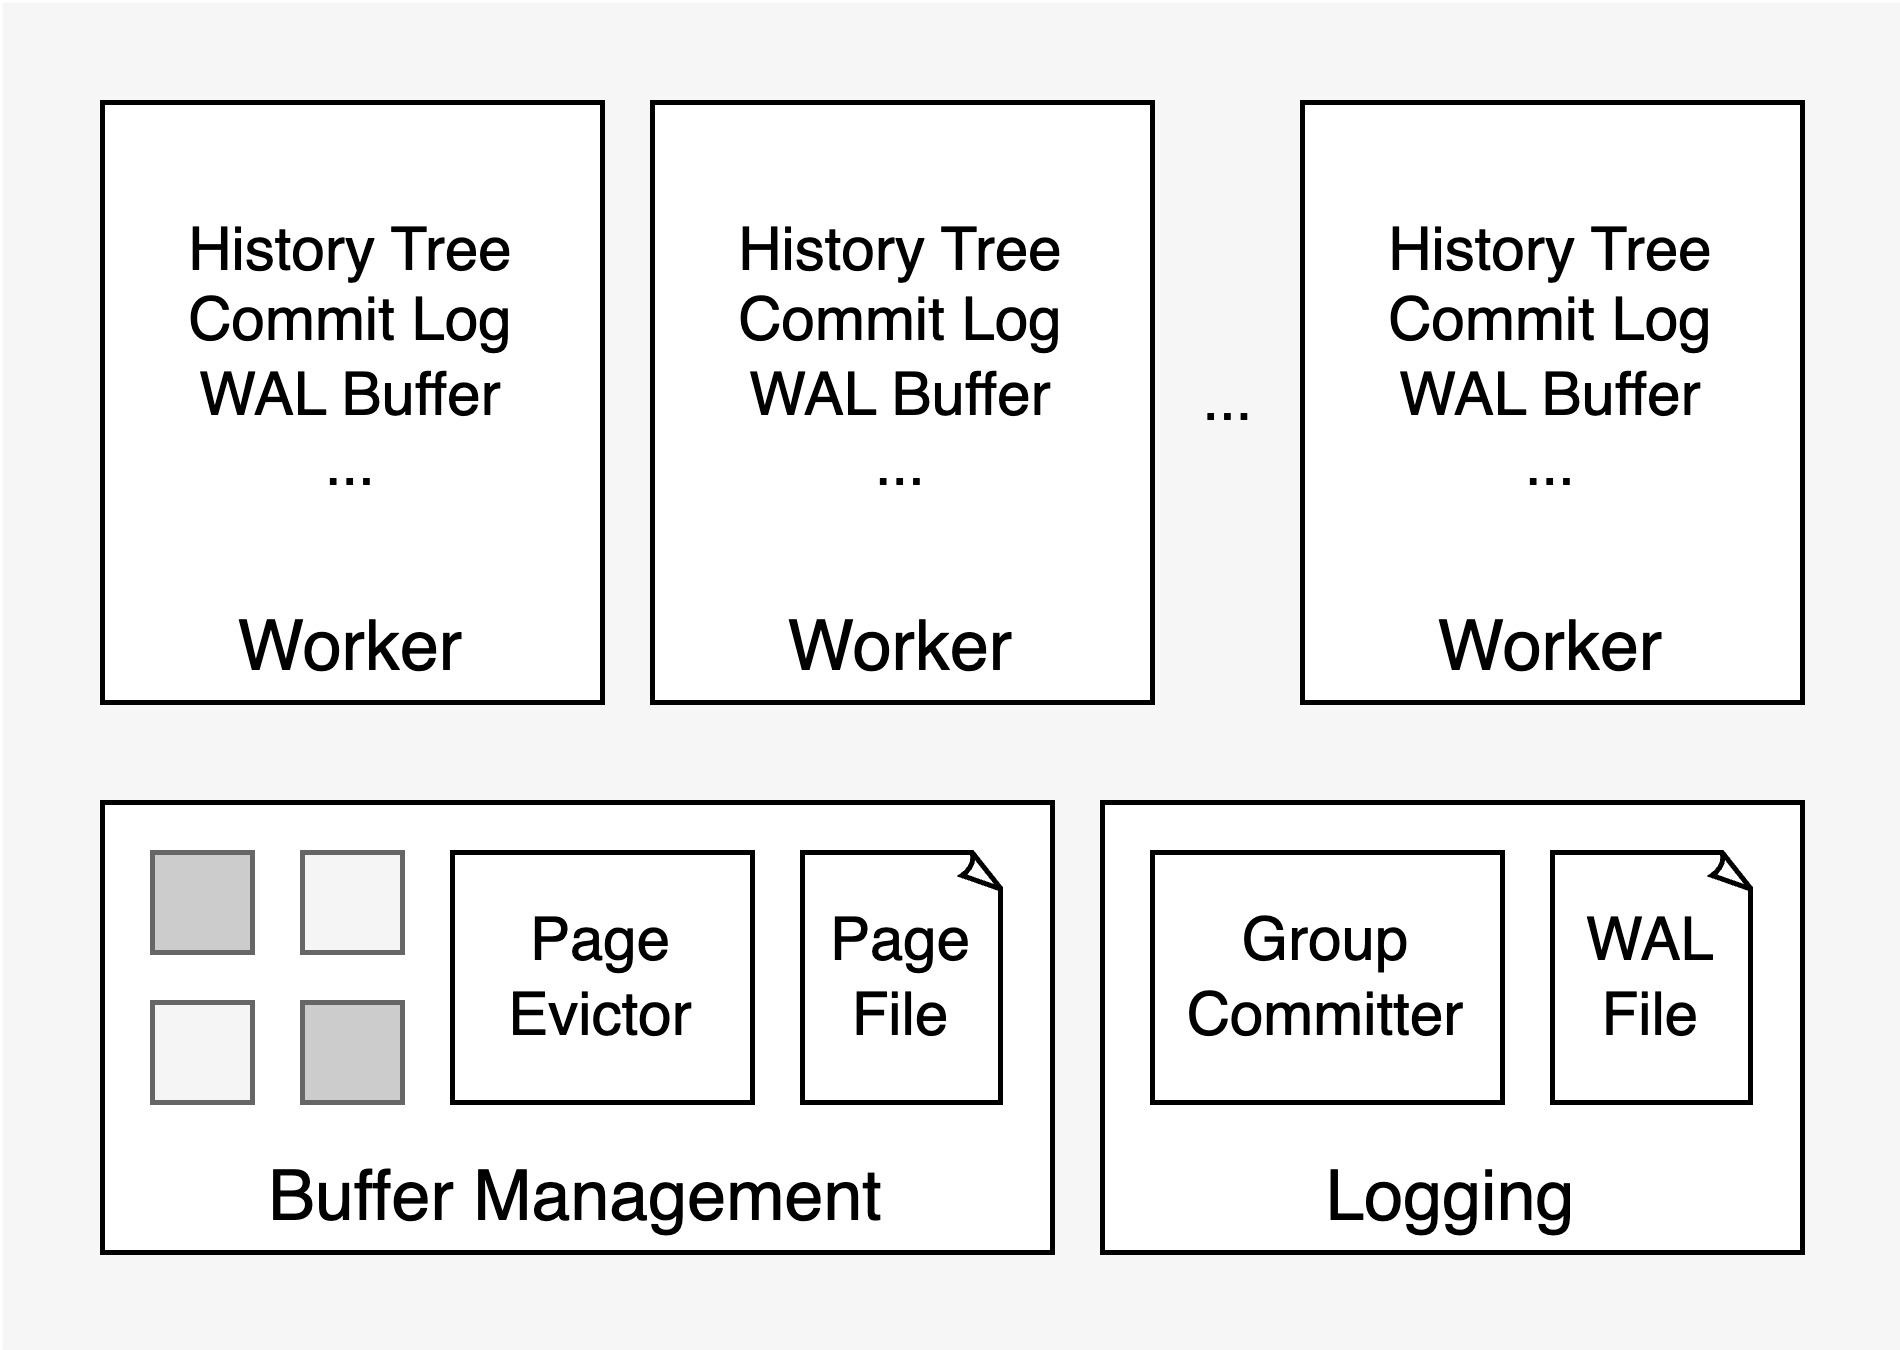 History Tree
Commit Log
WAL Buffer
...
Worker
History Tree
Commit Log
WAL Buffer
...
Worker
...
History Tree
Commit Log
WAL Buffer
...
Worker
Page
Evictor
Page
File
Buffer Management
Group
Committer
WAL
File
Logging